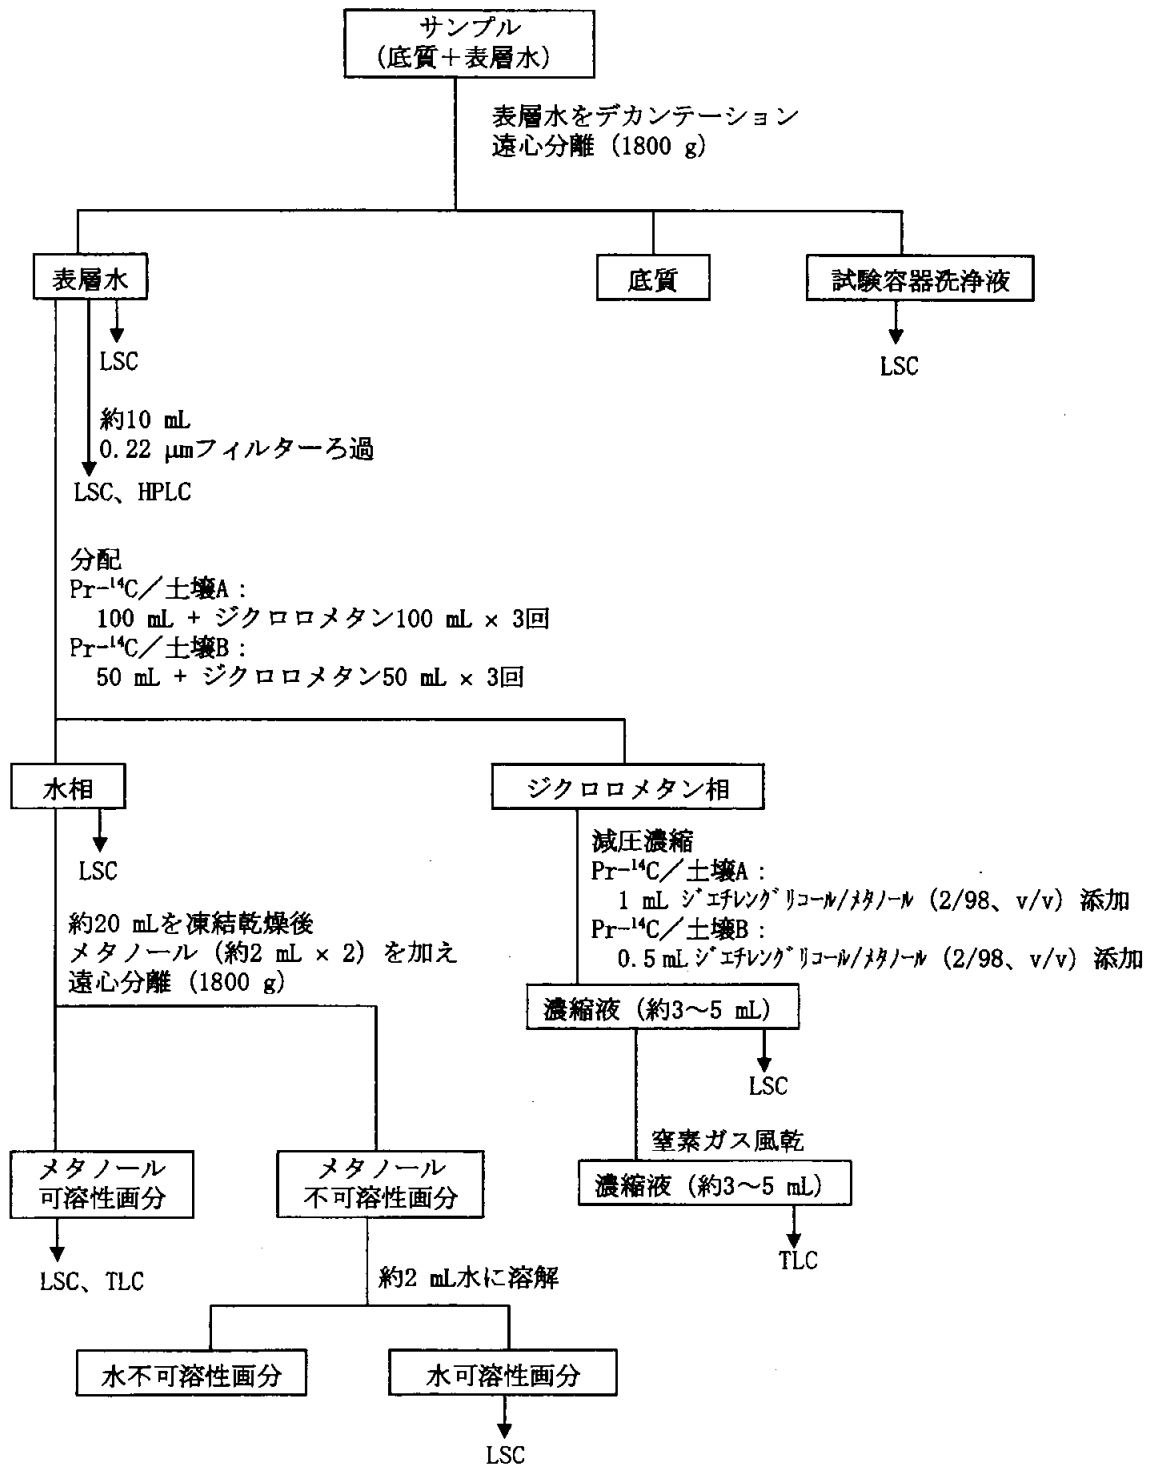 サンプル
(底質＋表層水)
表層水をデカンテーション
遠心分離 (1800 g)
表層水
底質
試験容器洗浄液
LSC
LSC
約10 mL
0.22 μmフィルターろ過
LSC、HPLC
分配
Pr-¹⁴C／土壌A：
100 mL + ジクロロメタン100 mL × 3回
Pr-¹⁴C／土壌B：
50 mL + ジクロロメタン50 mL × 3回
水相
ジクロロメタン相
LSC
減圧濃縮
Pr-¹⁴C／土壌A：
1 mL ｼﾞｴﾁﾚﾝｸﾞﾘｺｰﾙ/ﾒﾀﾉｰﾙ (2/98、v/v) 添加
Pr-¹⁴C／土壌B：
0.5 mL ｼﾞｴﾁﾚﾝｸﾞﾘｺｰﾙ/ﾒﾀﾉｰﾙ (2/98、v/v) 添加
約20 mLを凍結乾燥後
メタノール (約2 mL × 2) を加え
遠心分離 (1800 g)
濃縮液 (約3～5 mL)
LSC
窒素ガス風乾
メタノール
可溶性画分
メタノール
不可溶性画分
濃縮液 (約3～5 mL)
LSC、TLC
TLC
約2 mL水に溶解
水不可溶性画分
水可溶性画分
LSC